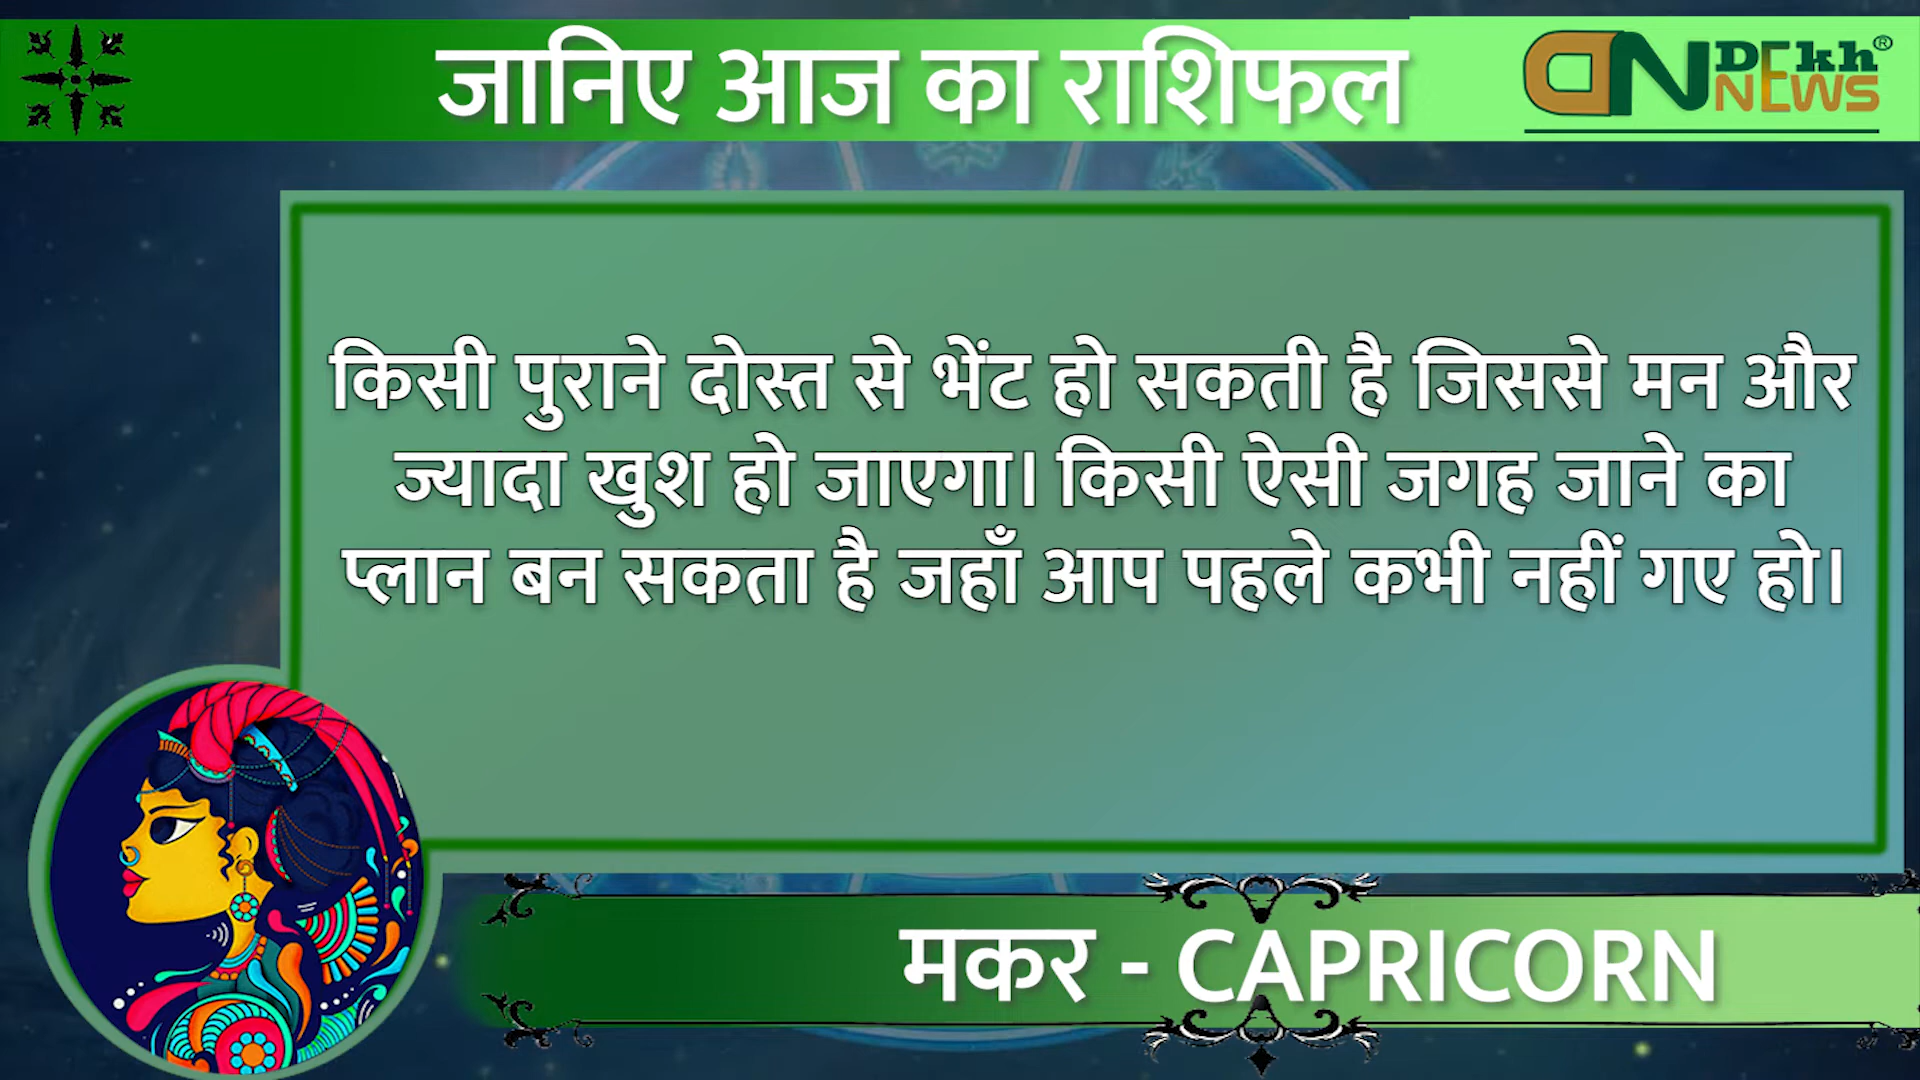 जानिए आज का राशिफल
DN DEkh® NEWS
किसी पुराने दोस्त से भेंट हो सकती है जिससे मन और
ज्यादा खुश हो जाएगा। किसी ऐसी जगह जाने का
प्लान बन सकता है जहाँ आप पहले कभी नहीं गए हो।
मकर - CAPRICORN